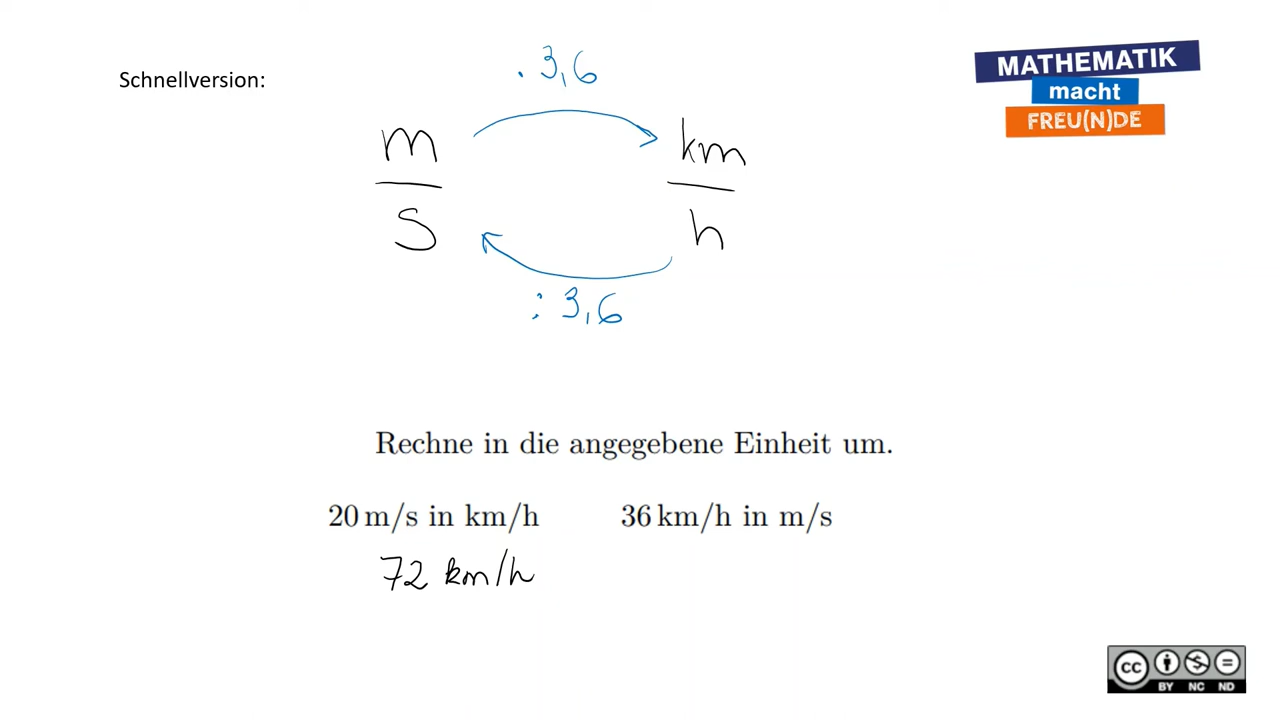 Schnellversion:
MATHEMATIK
macht
FREU(N)DE
· 3,6
m
km
s
h
: 3,6
Rechne in die angegebene Einheit um.
20 m/s in km/h
36 km/h in m/s
72 km/h
cc
BY NC ND